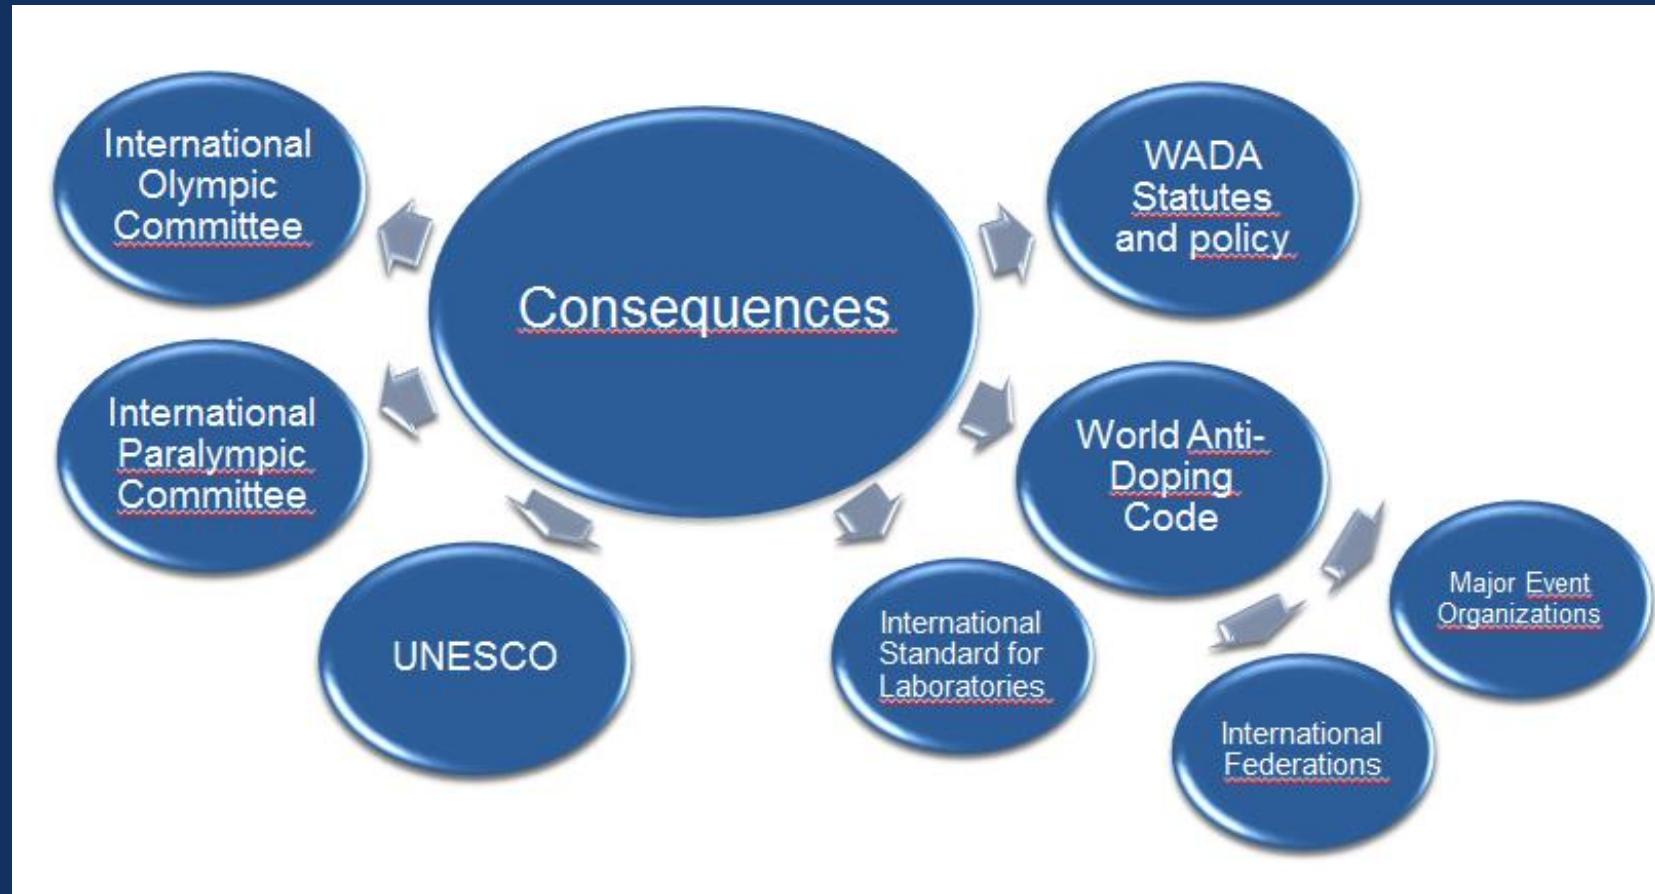 International
Olympic
Committee
Consequences
WADA
Statutes
and policy
International
Paralympic
Committee
World Anti-
Doping
Code
UNESCO
International
Standard for
Laboratories
Major Event
Organizations
International
Federations